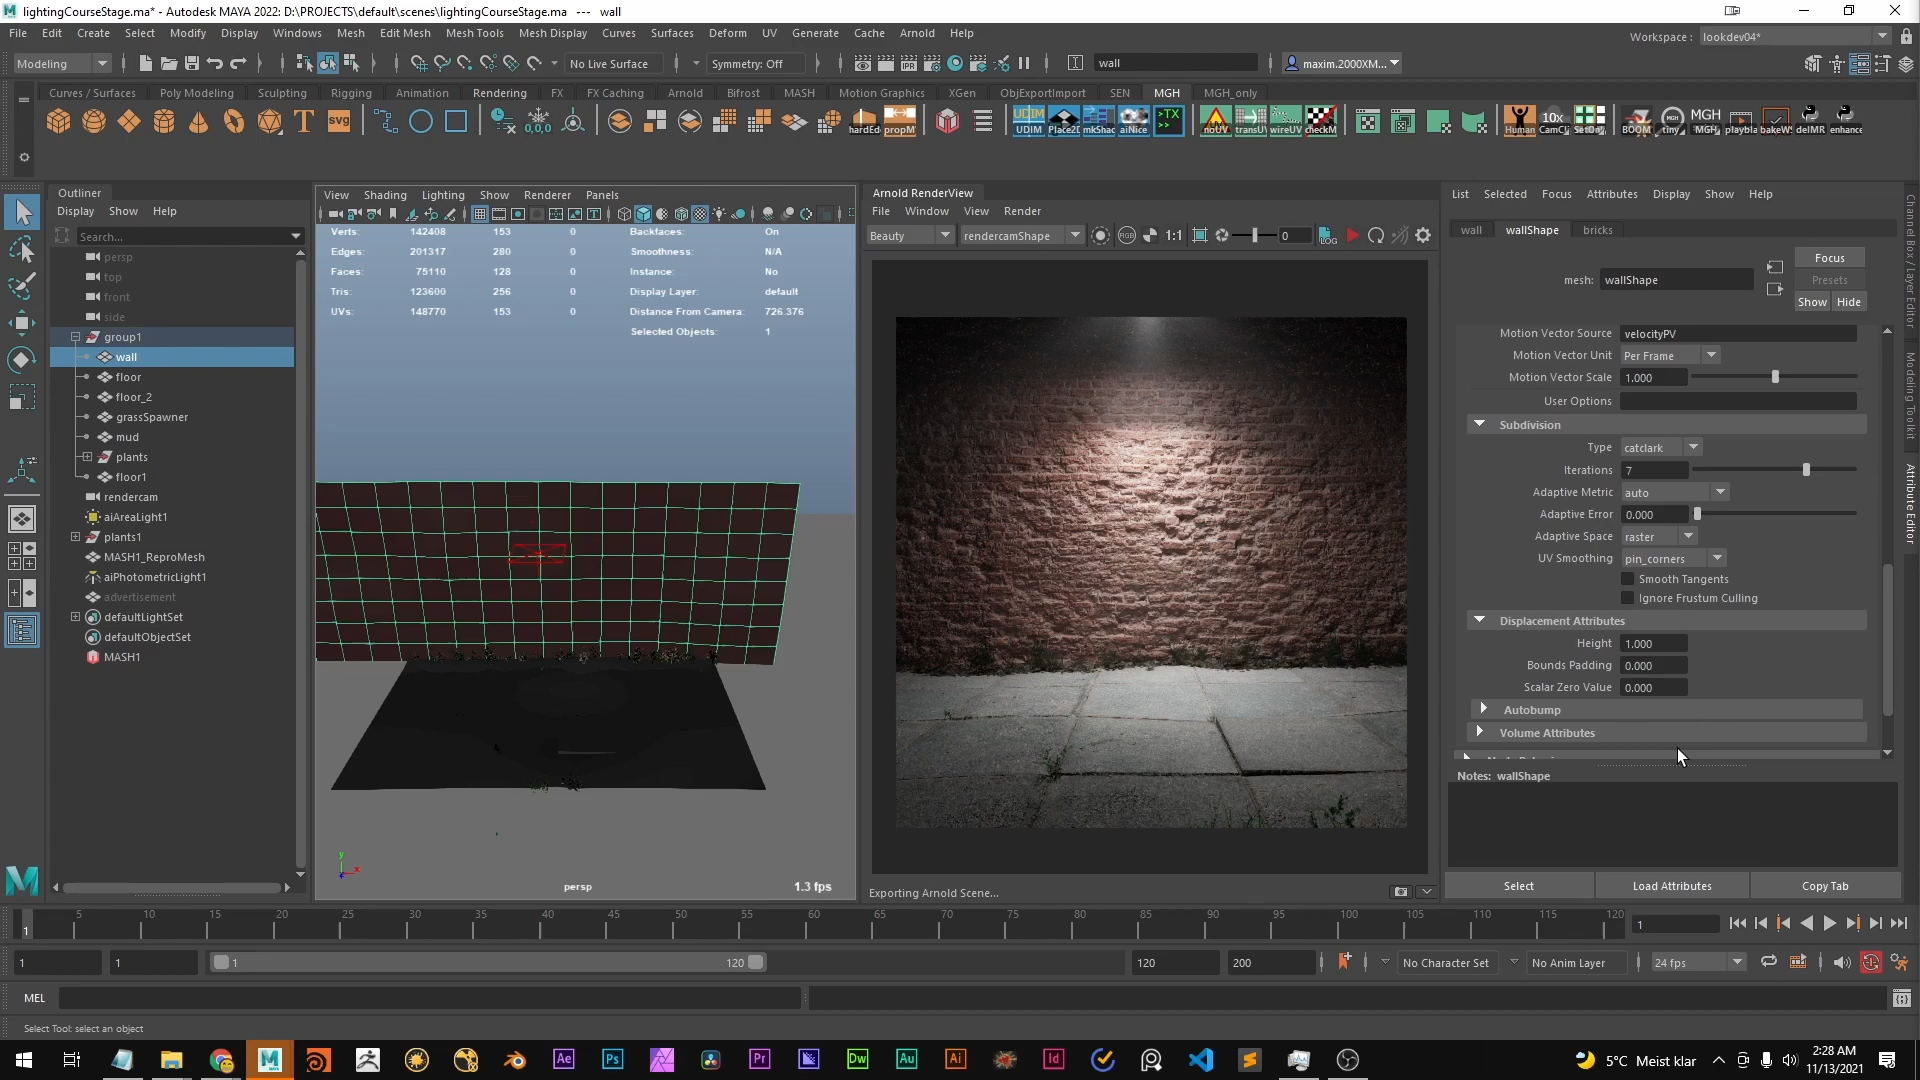 lightingCourseStage.ma* - Autodesk MAYA 2022: D:\PROJECTS\default\scenes\lightingCourseStage.ma --- wall
File Edit Create Select Modify Display Windows Mesh Edit Mesh Mesh Tools Mesh Display Curves Surfaces Deform UV Generate Cache Arnold Help
Workspace : lookdev04*
Modeling No Live Surface Symmetry: Off wall maxim.2000XM...
Curves / Surfaces Poly Modeling Sculpting Rigging Animation Rendering FX FX Caching Arnold Bifrost MASH Motion Graphics XGen ObjExportImport SEN MGH MGH_only
Outliner
Display Show Help
Search...
persp
top
front
side
group1
wall
floor
floor_2
grassSpawner
mud
plants
floor1
rendercam
aiAreaLight1
plants1
MASH1_ReproMesh
aiPhotometricLight1
advertisement
defaultLightSet
defaultObjectSet
MASH1
View Shading Lighting Show Renderer Panels
Verts: 142408 153 0 Backfaces: On
Edges: 201317 280 0 Smoothness: N/A
Faces: 75110 128 0 Instance: No
Tris: 123600 256 0 Display Layer: default
UVs: 148770 153 0 Distance From Camera: 726.376
Selected Objects: 1
persp
1.3 fps
Arnold RenderView
File Window View Render
Beauty rendercamShape 1:1 0
Exporting Arnold Scene...
List Selected Focus Attributes Display Show Help
wall wallShape bricks
Focus
mesh: wallShape Presets
Show Hide
Motion Vector Source velocityPV
Motion Vector Unit Per Frame
Motion Vector Scale 1.000
User Options
Subdivision
Type catclark
Iterations 7
Adaptive Metric auto
Adaptive Error 0.000
Adaptive Space raster
UV Smoothing pin_corners
Smooth Tangents
Ignore Frustum Culling
Displacement Attributes
Height 1.000
Bounds Padding 0.000
Scalar Zero Value 0.000
Autobump
Volume Attributes
Notes: wallShape
Select Load Attributes Copy Tab
Channel Box / Layer Editor
Modeling Toolkit
Attribute Editor
5 10 15 20 25 30 35 40 45 50 55 60 65 70 75 80 85 90 95 100 105 110 115 120
1 1
1 1 1 120 120 200 No Character Set No Anim Layer 24 fps
MEL
Select Tool: select an object
5°C Meist klar
2:28 AM
11/13/2021